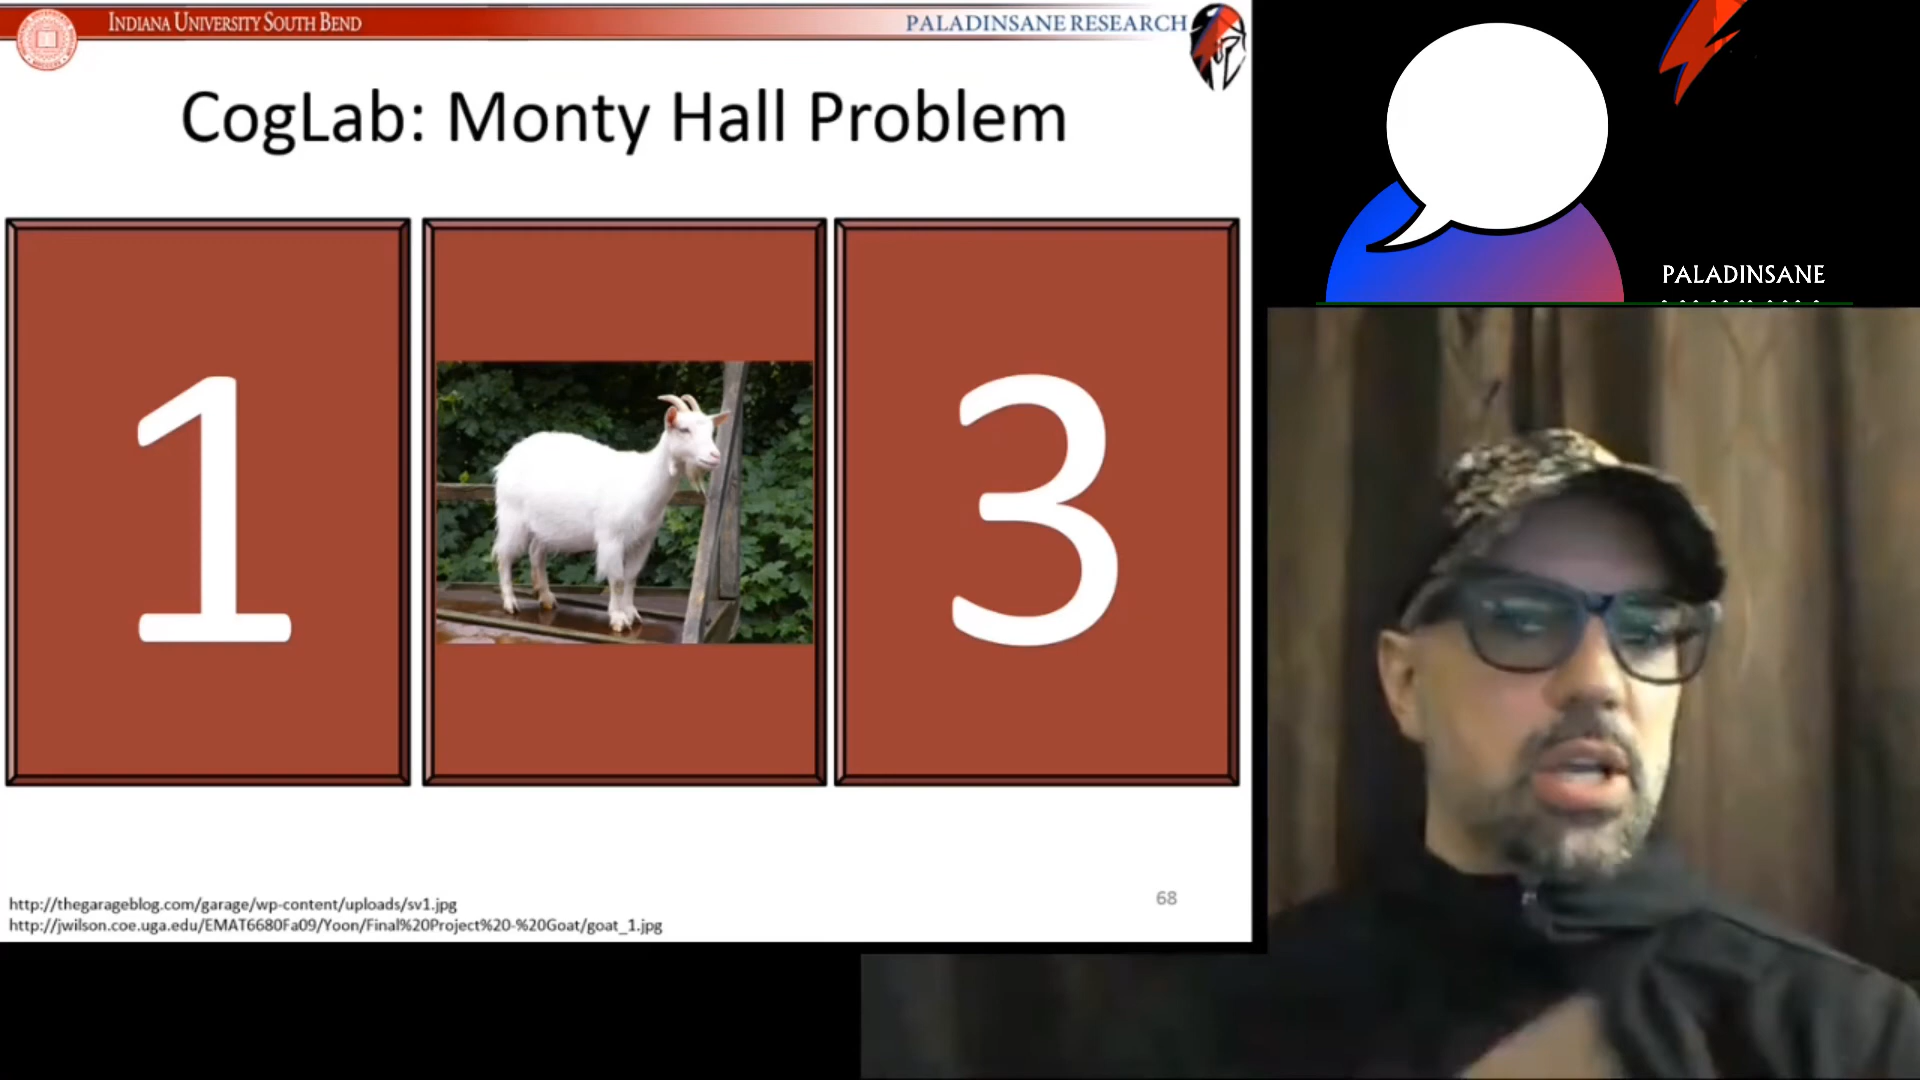 INDIANA UNIVERSITY SOUTH BEND
PALADINSANE RESEARCH
CogLab: Monty Hall Problem
1
3
http://thegarageblog.com/garage/wp-content/uploads/sv1.jpg
http://jwilson.coe.uga.edu/EMAT6680Fa09/Yoon/Final%20Project%20-%20Goat/goat_1.jpg
68
PALADINSANE